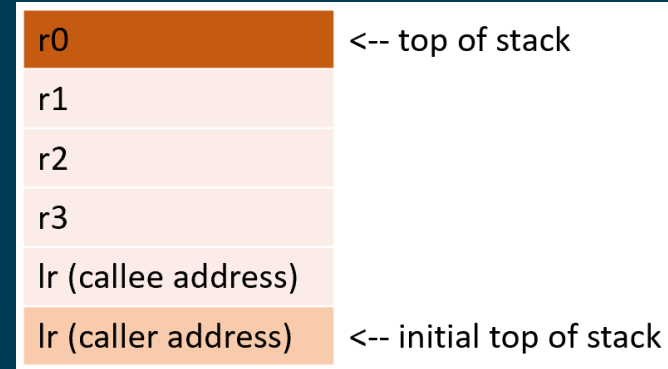 r0 <-- top of stack
r1
r2
r3
lr (callee address)
lr (caller address) <-- initial top of stack